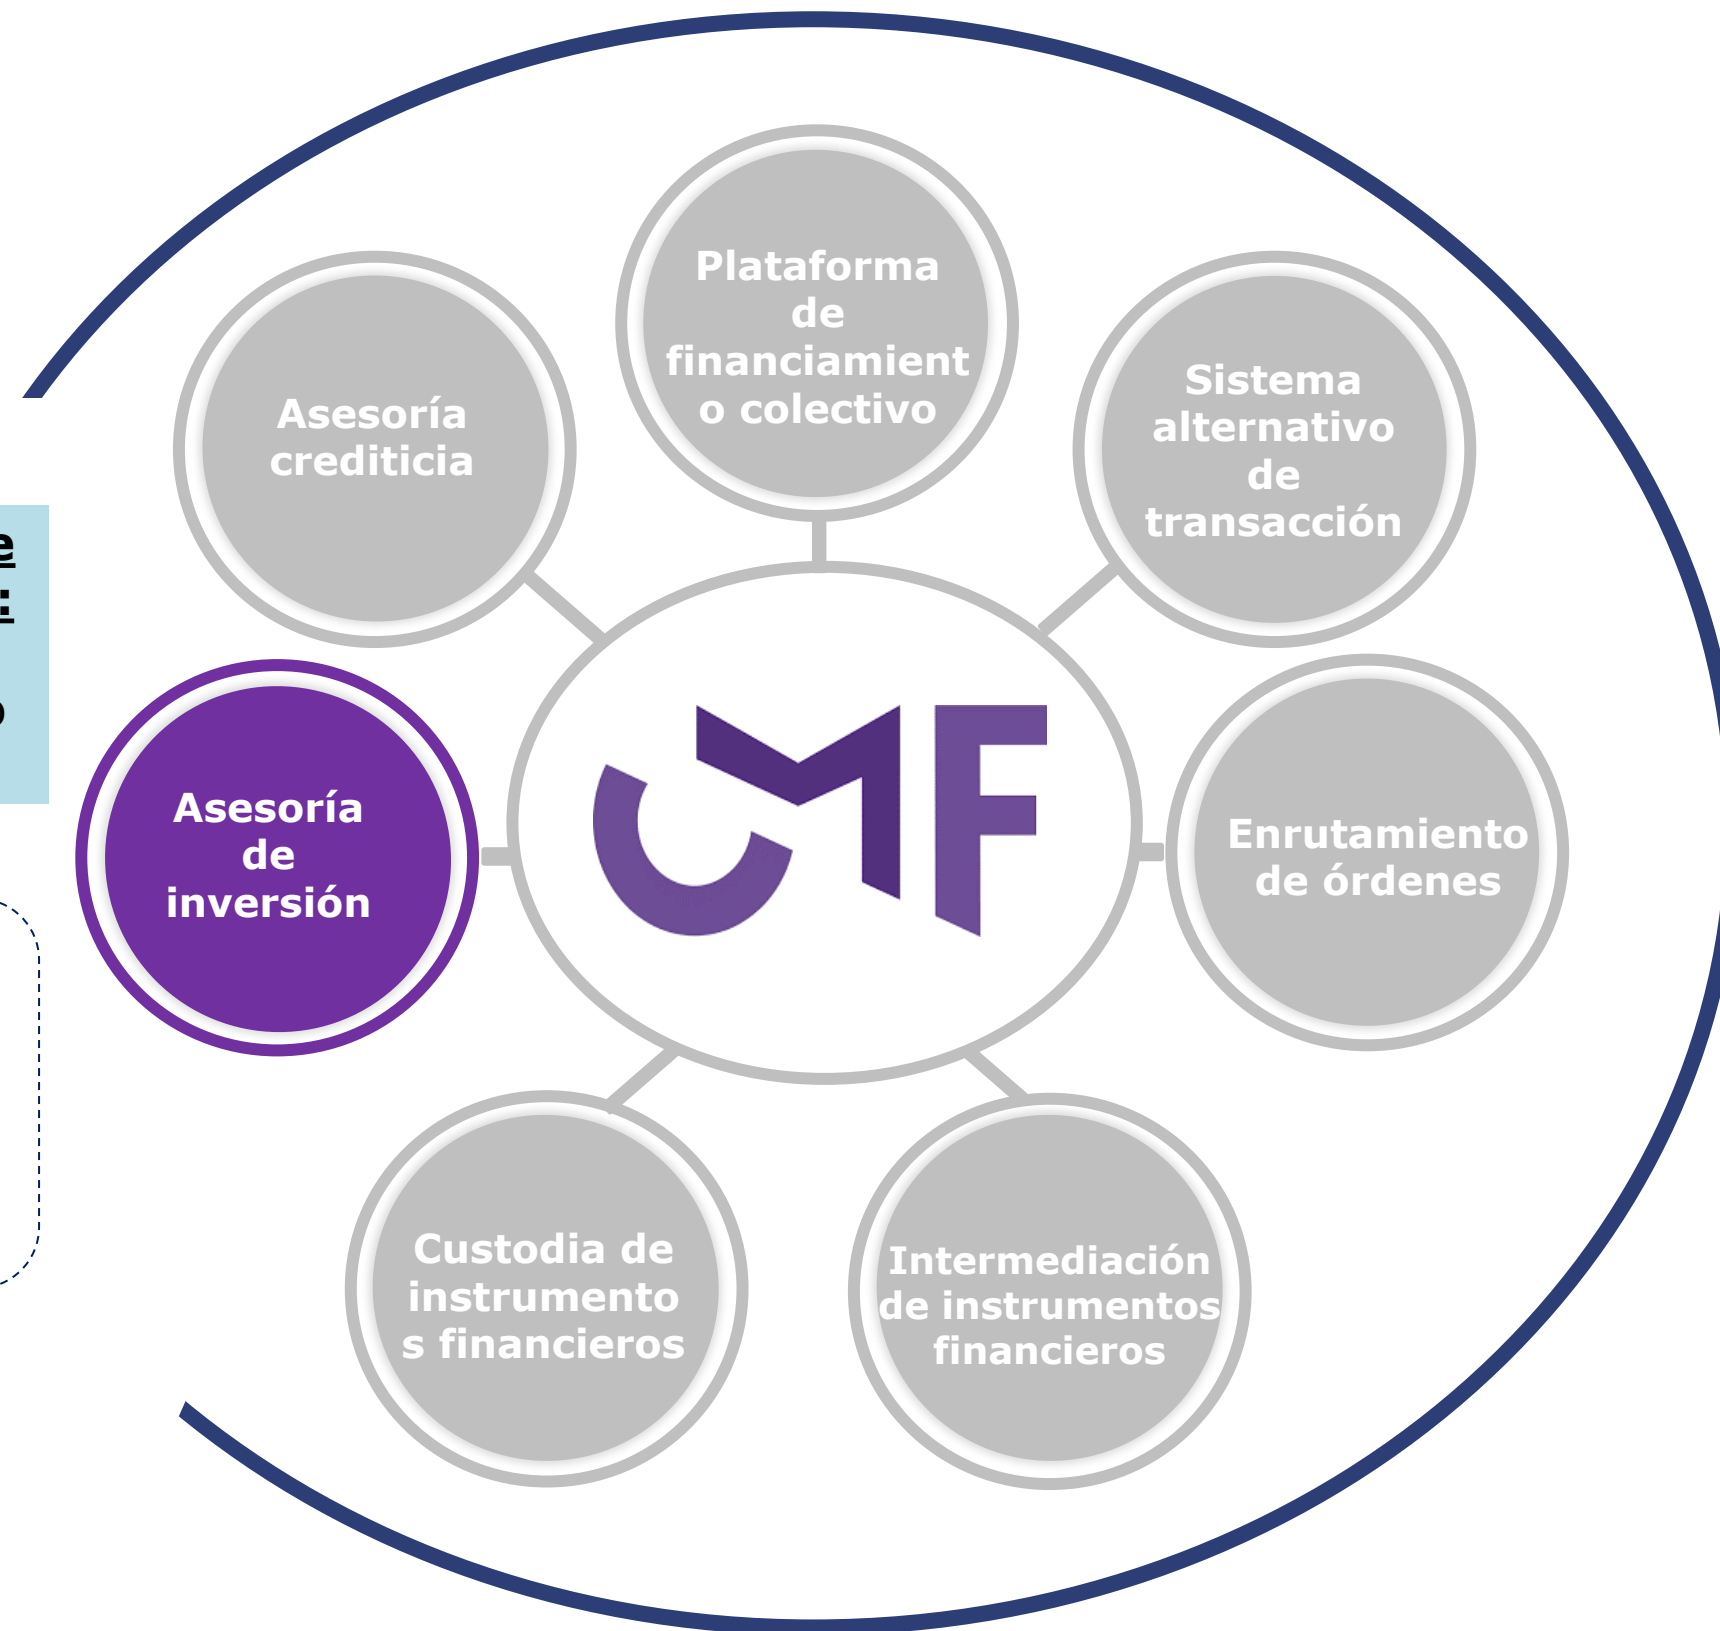 Plataforma
de
financiamient
o colectivo
Asesoría
crediticia
Sistema
alternativo
de
transacción
Asesoría
de
inversión
CMF
Enrutamiento
de órdenes
Custodia de
instrumento
s financieros
Intermediación
de instrumentos
financieros